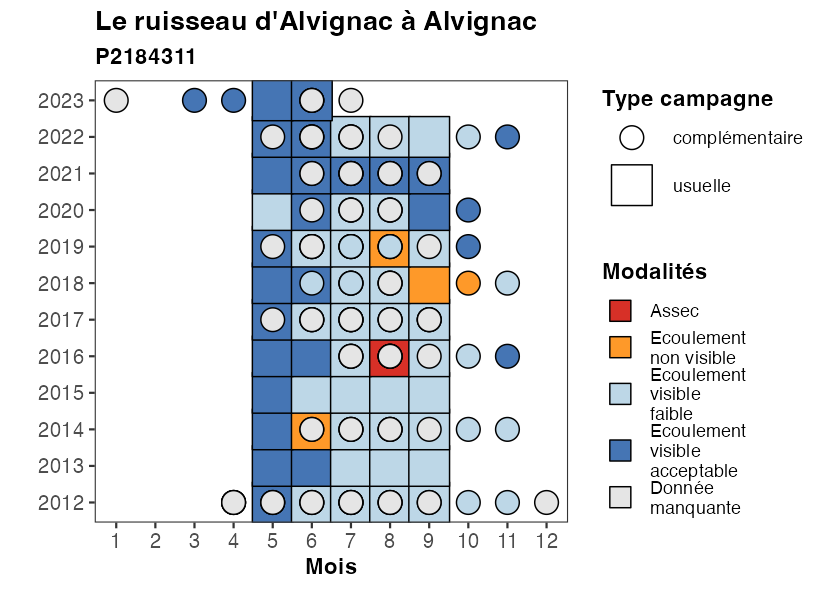 Le ruisseau d'Alvignac à Alvignac
P2184311
2023
2022
2021
2020
2019
2018
2017
2016
2015
2014
2013
2012
1 2 3 4 5 6 7 8 9 10 11 12
Mois
Type campagne
complémentaire
usuelle
Modalités
Assec
Ecoulement
non visible
Ecoulement
visible
faible
Ecoulement
visible
acceptable
Donnée
manquante